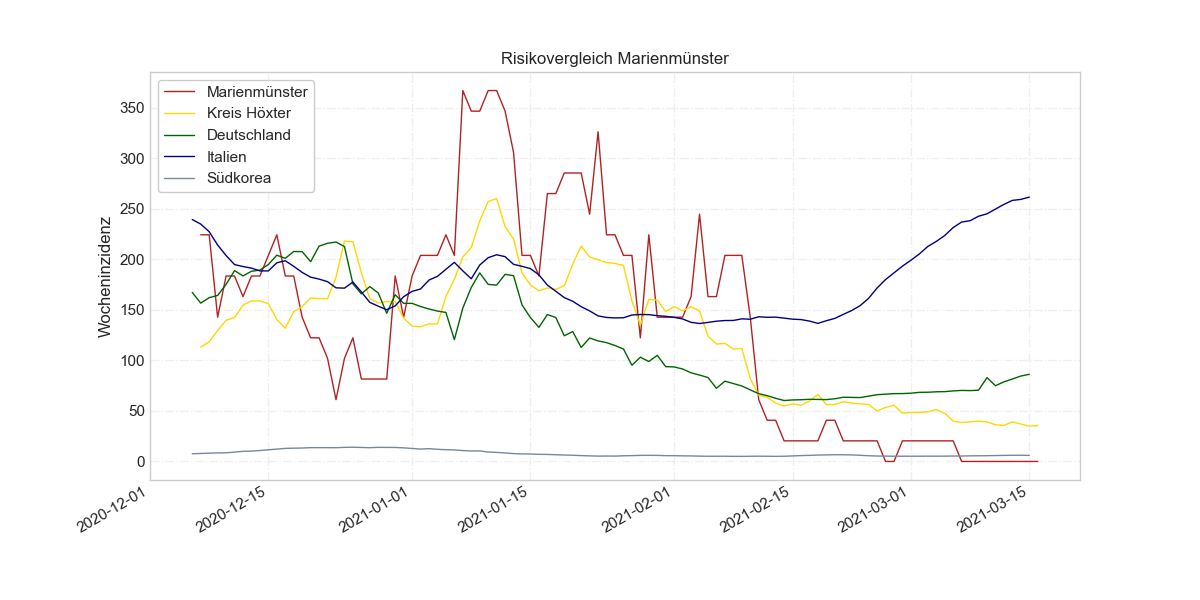 Risikovergleich Marienmünster
Marienmünster
Kreis Höxter
Deutschland
Italien
Südkorea
Wocheninzidenz
350
300
250
200
150
100
50
0
2020-12-01
2020-12-15
2021-01-01
2021-01-15
2021-02-01
2021-02-15
2021-03-01
2021-03-15